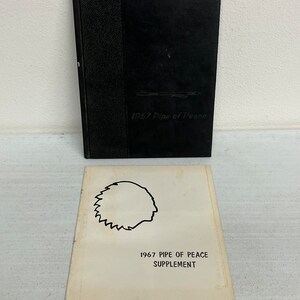 1967 Pipe of Peace
1967 PIPE OF PEACE
SUPPLEMENT